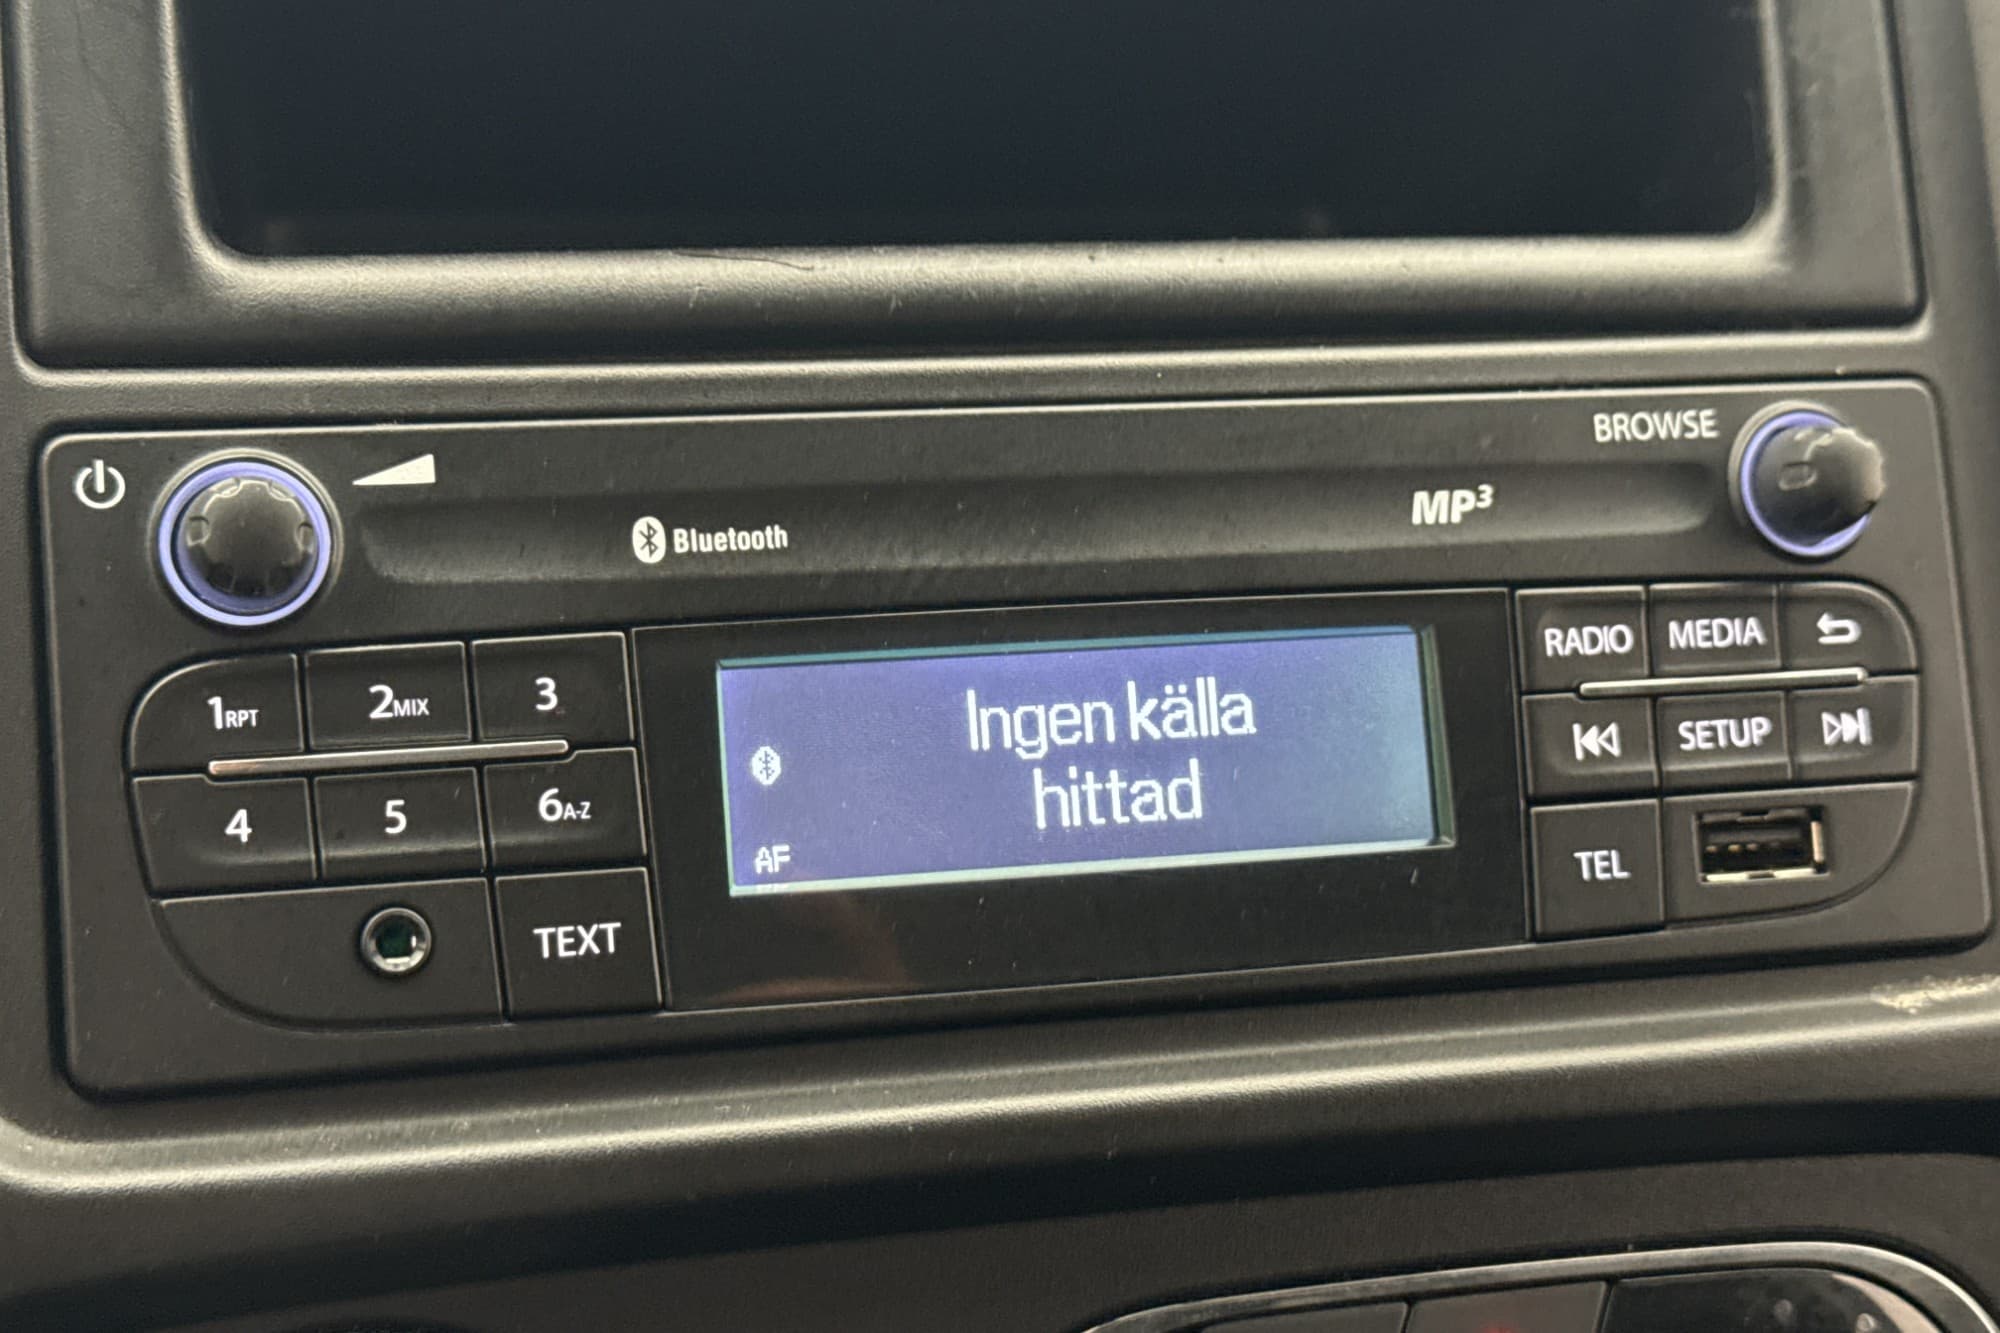 BROWSE
MP3
Bluetooth
RADIO MEDIA
1RPT 2MIX 3
Ingen källa
hittad
SETUP
4 5 6A-Z
AF
TEL
TEXT